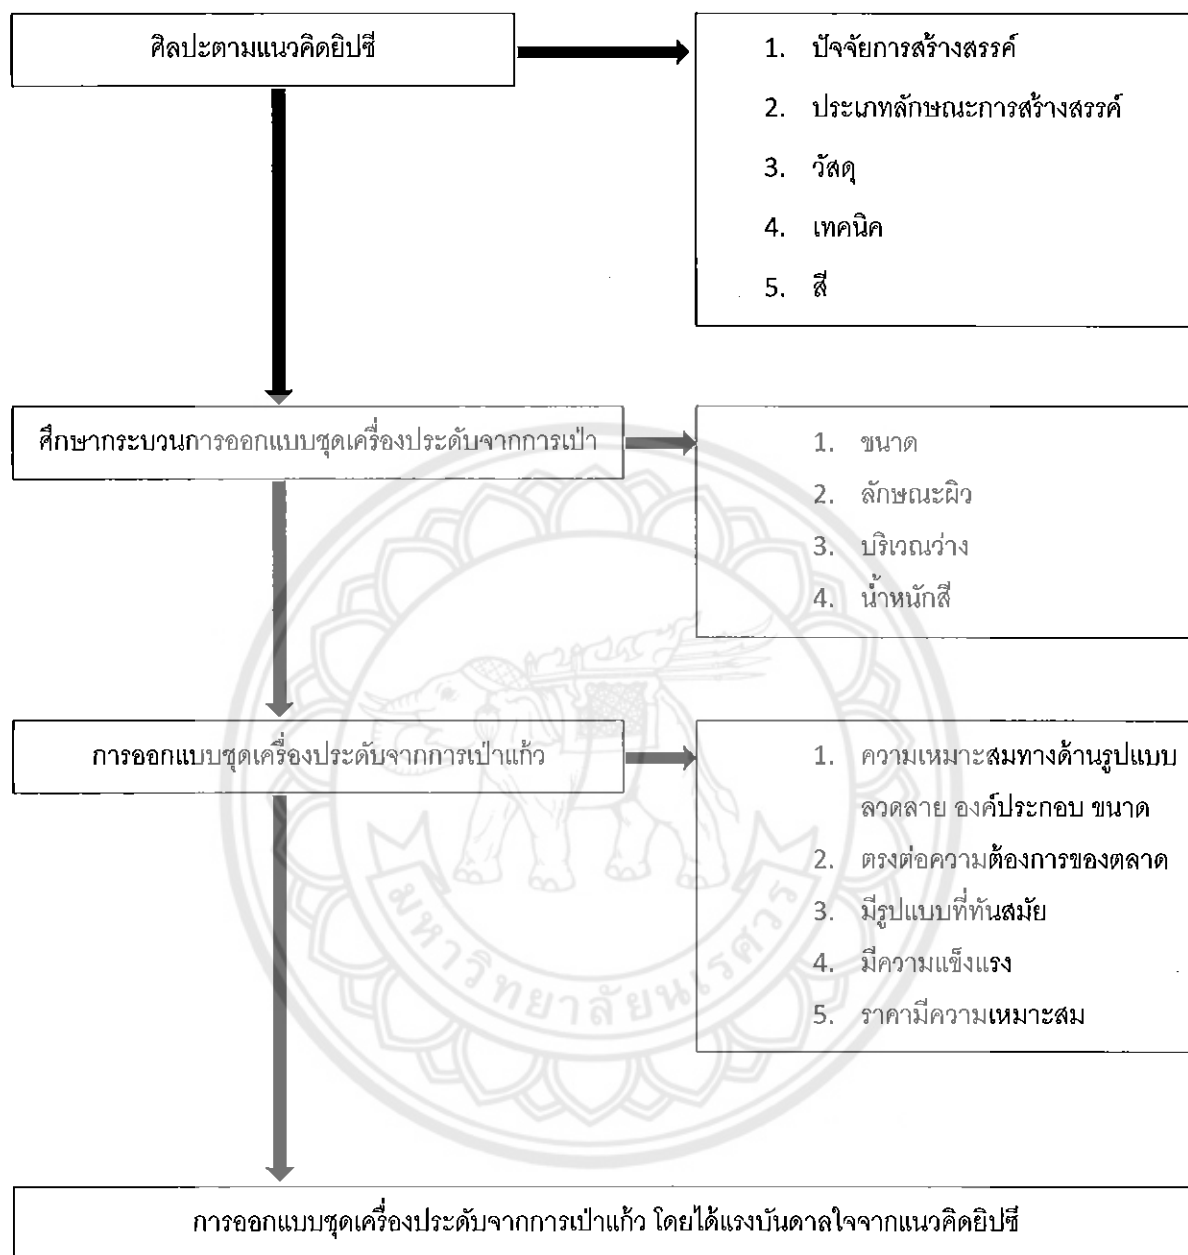 ศิลปะตามแนวคิดยิปซี
1. ปัจจัยการสร้างสรรค์
2. ประเภทลักษณะการสร้างสรรค์
3. วัสดุ
4. เทคนิค
5. สี
ศึกษากระบวนการออกแบบชุดเครื่องประดับจากการเป่า
1. ขนาด
2. ลักษณะผิว
3. บริเวณว่าง
4. น้ำหนักสี
การออกแบบชุดเครื่องประดับจากการเป่าแก้ว
1. ความเหมาะสมทางด้านรูปแบบ
ลวดลาย องค์ประกอบ ขนาด
2. ตรงต่อความต้องการของตลาด
3. มีรูปแบบที่ทันสมัย
4. มีความแข็งแรง
5. ราคามีความเหมาะสม
มหาวิทยาลัยนเรศวร
การออกแบบชุดเครื่องประดับจากการเป่าแก้ว โดยได้แรงบันดาลใจจากแนวคิดยิปซี